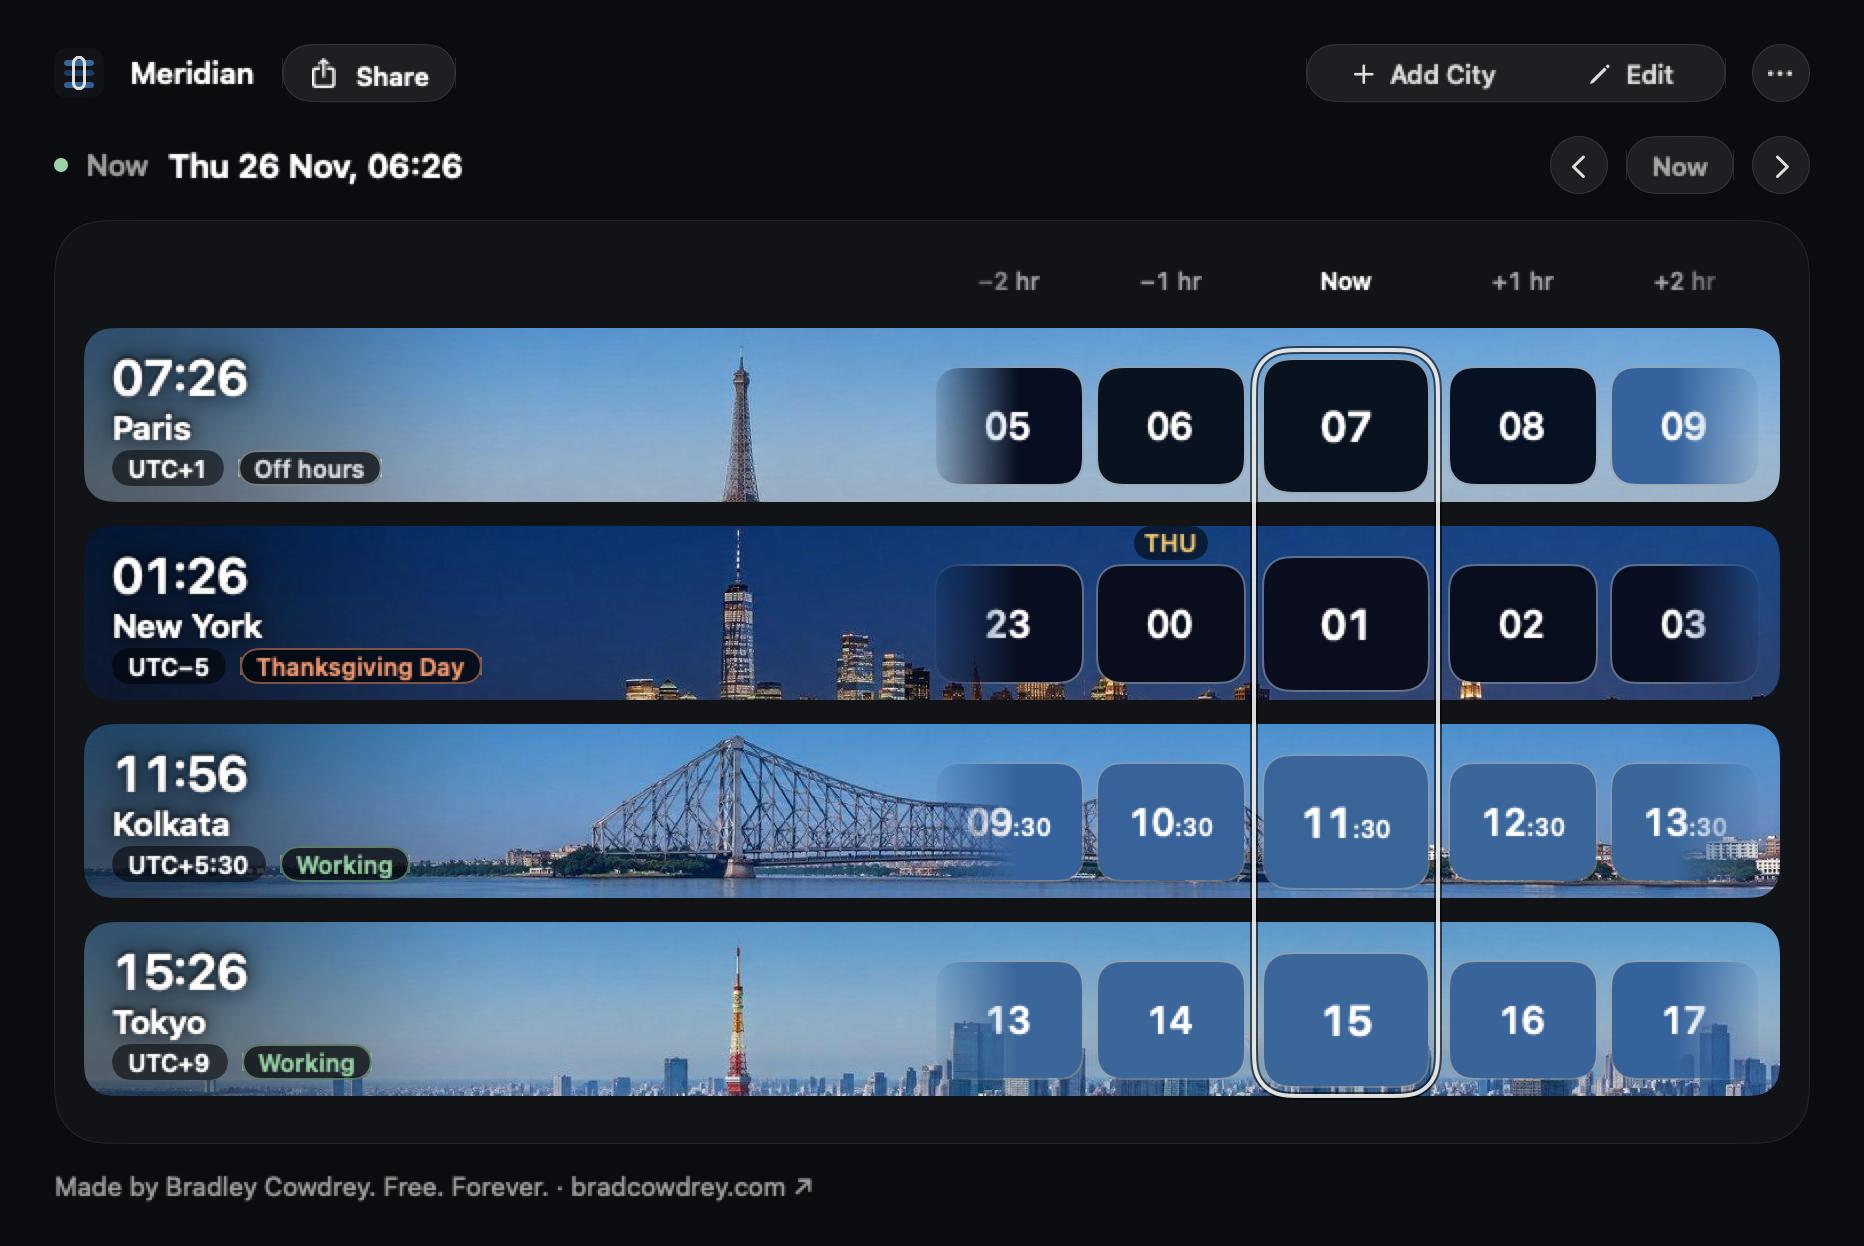 Meridian
Share
Add City
Edit
Now Thu 26 Nov, 06:26
Now
−2 hr −1 hr Now +1 hr +2 hr
07:26
Paris
UTC+1 Off hours
05 06 07 08 09
01:26
New York
UTC−5 Thanksgiving Day
THU
23 00 01 02 03
11:56
Kolkata
UTC+5:30 Working
09:30 10:30 11:30 12:30 13:30
15:26
Tokyo
UTC+9 Working
13 14 15 16 17
Made by Bradley Cowdrey. Free. Forever. · bradcowdrey.com ↗